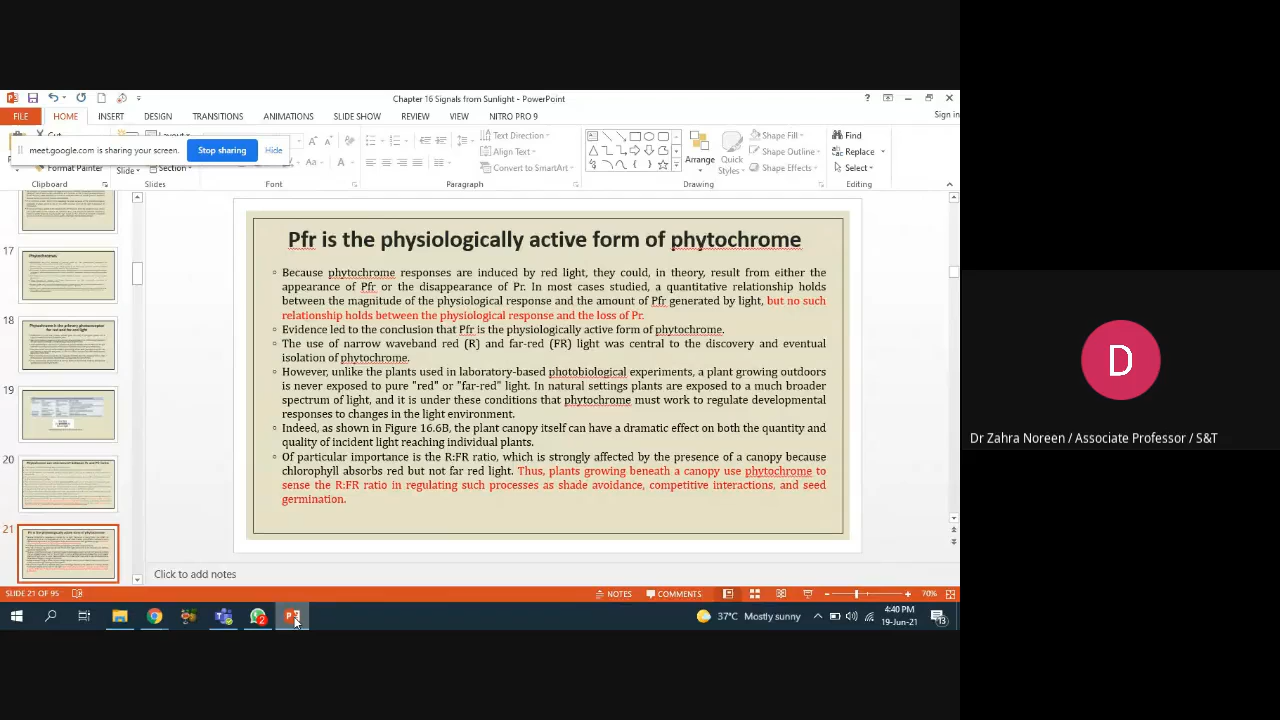 Chapter 16 Signals from Sunlight - PowerPoint
Sign in
FILE HOME INSERT DESIGN TRANSITIONS ANIMATIONS SLIDE SHOW REVIEW VIEW NITRO PRO 9
Cut
Layout
Text Direction
Shape Fill
Find
meet.google.com is sharing your screen. Stop sharing Hide
Align Text
Shape Outline
Replace
Format Painter
Slide
Section
Convert to SmartArt
Arrange
Quick
Styles
Shape Effects
Select
Clipboard Slides Font Paragraph Drawing Editing
17
18
19
20
21
Pfr is the physiologically active form of phytochrome
Because phytochrome responses are induced by red light, they could, in theory, result from either the
appearance of Pfr or the disappearance of Pr. In most cases studied, a quantitative relationship holds
between the magnitude of the physiological response and the amount of Pfr generated by light, but no such
relationship holds between the physiological response and the loss of Pr.
Evidence led to the conclusion that Pfr is the physiologically active form of phytochrome.
The use of narrow waveband red (R) and far-red (FR) light was central to the discovery and eventual
isolation of phytochrome.
However, unlike the plants used in laboratory-based photobiological experiments, a plant growing outdoors
is never exposed to pure "red" or "far-red" light. In natural settings plants are exposed to a much broader
spectrum of light, and it is under these conditions that phytochrome must work to regulate developmental
responses to changes in the light environment.
Indeed, as shown in Figure 16.6B, the plant canopy itself can have a dramatic effect on both the quantity and
quality of incident light reaching individual plants.
Of particular importance is the R:FR ratio, which is strongly affected by the presence of a canopy because
chlorophyll absorbs red but not far red light. Thus, plants growing beneath a canopy use phytochrome to
sense the R:FR ratio in regulating such processes as shade avoidance, competitive interactions, and seed
germination.
Click to add notes
SLIDE 21 OF 95
NOTES COMMENTS 70%
37°C Mostly sunny
4:40 PM
19-Jun-21
13
D
Dr Zahra Noreen / Associate Professor / S&T